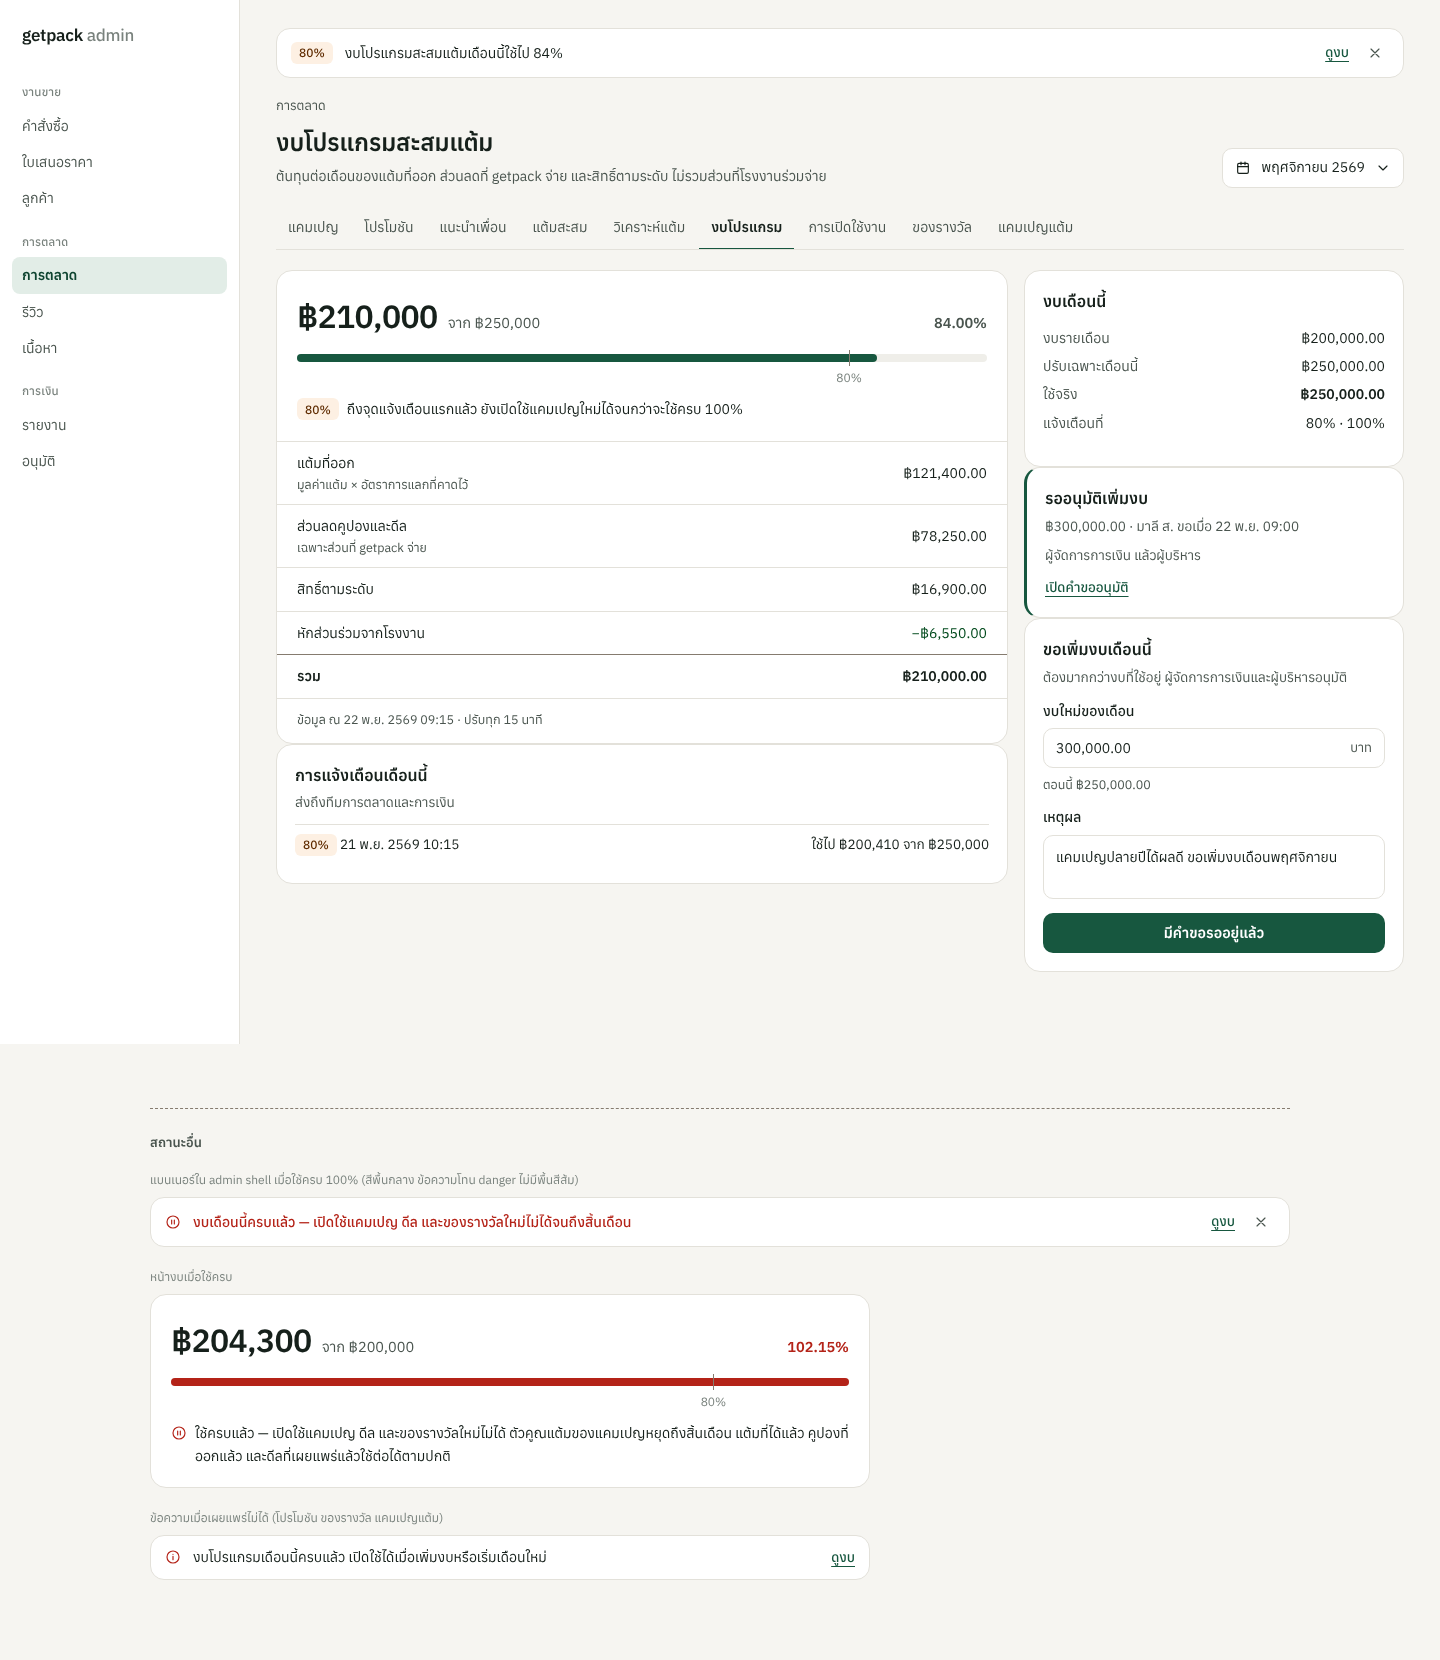 getpack admin
งานขาย
คำสั่งซื้อ
ใบเสนอราคา
ลูกค้า
การตลาด
การตลาด
รีวิว
เนื้อหา
การเงิน
รายงาน
อนุมัติ
80% งบโปรแกรมสะสมแต้มเดือนนี้ใช้ไป 84% ดูงบ
การตลาด
งบโปรแกรมสะสมแต้ม
ต้นทุนต่อเดือนของแต้มที่ออก ส่วนลดที่ getpack จ่าย และสิทธิ์ตามระดับ ไม่รวมส่วนที่โรงงานร่วมจ่าย
พฤศจิกายน 2569
แคมเปญ โปรโมชัน แนะนำเพื่อน แต้มสะสม วิเคราะห์แต้ม งบโปรแกรม การเปิดใช้งาน ของรางวัล แคมเปญแต้ม
฿210,000 จาก ฿250,000 84.00%
80%
80% ถึงจุดแจ้งเตือนแรกแล้ว ยังเปิดใช้แคมเปญใหม่ได้จนกว่าจะใช้ครบ 100%
แต้มที่ออก ฿121,400.00
มูลค่าแต้ม × อัตราการแลกที่คาดไว้
ส่วนลดคูปองและดีล ฿78,250.00
เฉพาะส่วนที่ getpack จ่าย
สิทธิ์ตามระดับ ฿16,900.00
หักส่วนร่วมจากโรงงาน −฿6,550.00
รวม ฿210,000.00
ข้อมูล ณ 22 พ.ย. 2569 09:15 · ปรับทุก 15 นาที
การแจ้งเตือนเดือนนี้
ส่งถึงทีมการตลาดและการเงิน
80% 21 พ.ย. 2569 10:15 ใช้ไป ฿200,410 จาก ฿250,000
งบเดือนนี้
งบรายเดือน ฿200,000.00
ปรับเฉพาะเดือนนี้ ฿250,000.00
ใช้จริง ฿250,000.00
แจ้งเตือนที่ 80% · 100%
รออนุมัติเพิ่มงบ
฿300,000.00 · มาลี ส. ขอเมื่อ 22 พ.ย. 09:00
ผู้จัดการการเงิน แล้วผู้บริหาร
เปิดคำขออนุมัติ
ขอเพิ่มงบเดือนนี้
ต้องมากกว่างบที่ใช้อยู่ ผู้จัดการการเงินและผู้บริหารอนุมัติ
งบใหม่ของเดือน
300,000.00 บาท
ตอนนี้ ฿250,000.00
เหตุผล
แคมเปญปลายปีได้ผลดี ขอเพิ่มงบเดือนพฤศจิกายน
มีคำขอรออยู่แล้ว
สถานะอื่น
แบนเนอร์ใน admin shell เมื่อใช้ครบ 100% (สีพื้นกลาง ข้อความโทน danger ไม่มีพื้นสีส้ม)
งบเดือนนี้ครบแล้ว — เปิดใช้แคมเปญ ดีล และของรางวัลใหม่ไม่ได้จนถึงสิ้นเดือน ดูงบ
หน้างบเมื่อใช้ครบ
฿204,300 จาก ฿200,000 102.15%
80%
ใช้ครบแล้ว — เปิดใช้แคมเปญ ดีล และของรางวัลใหม่ไม่ได้ ตัวคูณแต้มของแคมเปญหยุดถึงสิ้นเดือน แต้มที่ได้แล้ว คูปองที่
ออกแล้ว และดีลที่เผยแพร่แล้วใช้ต่อได้ตามปกติ
ข้อความเมื่อเผยแพร่ไม่ได้ (โปรโมชัน ของรางวัล แคมเปญแต้ม)
งบโปรแกรมเดือนนี้ครบแล้ว เปิดใช้ได้เมื่อเพิ่มงบหรือเริ่มเดือนใหม่ ดูงบ